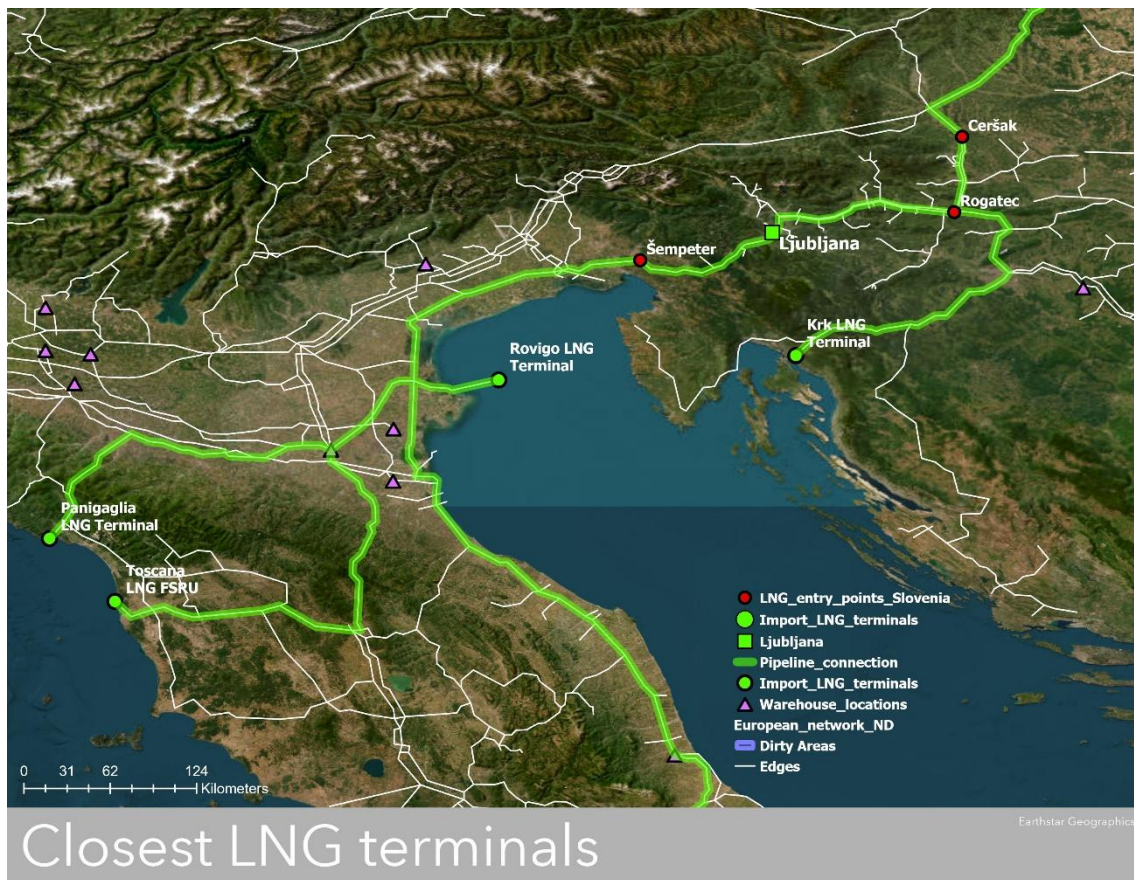 Ceršak
Rogatec
Ljubljana
Šempeter
Krk LNG
Terminal
Rovigo LNG
Terminal
Panigaglia
LNG Terminal
Toscana
LNG FSRU
LNG_entry_points_Slovenia
Import_LNG_terminals
Ljubljana
Pipeline_connection
Import_LNG_terminals
Warehouse_locations
European_network_ND
Dirty Areas
Edges
0 31 62 124
Kilometers
Earthstar Geographics
Closest LNG terminals